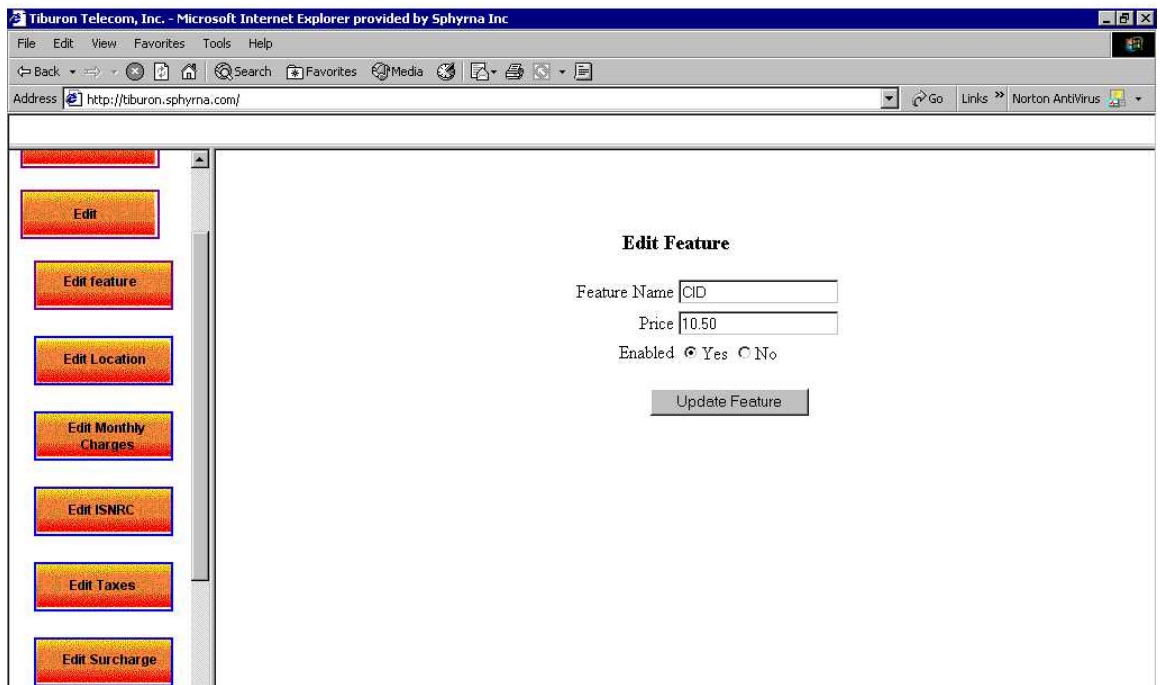 Tiburon Telecom, Inc. - Microsoft Internet Explorer provided by Sphyrna Inc
File Edit View Favorites Tools Help
Back Search Favorites Media
Address http://tiburon.sphyrna.com/ Go Links » Norton AntiVirus
Edit
Edit feature
Edit Location
Edit Monthly
Charges
Edit ISNRC
Edit Taxes
Edit Surcharge
Edit Feature
Feature Name CID
Price 10.50
Enabled Yes No
Update Feature